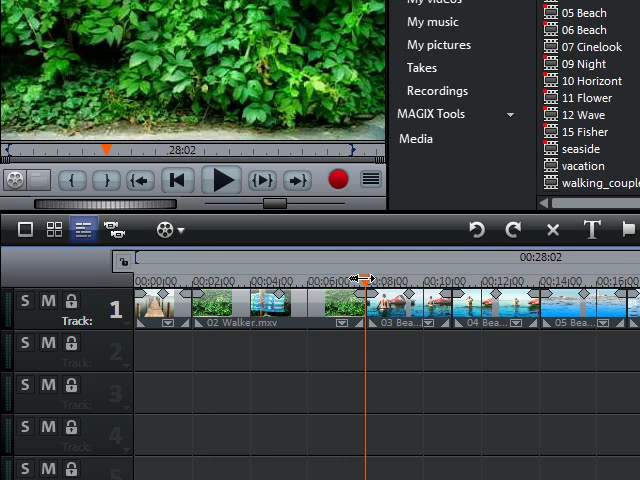 My videos
My music
My pictures
Takes
Recordings
MAGIX Tools
Media
05 Beach
06 Beach
07 Cinelook
09 Night
10 Horizont
11 Flower
12 Wave
15 Fisher
seaside
vacation
walking_couple
28:02
T
00:28:02
00:00:00 00:02:00 00:04:00 00:06:00 00:08:00 00:10:00 00:12:00 00:14:00 00:16:00
S M 1
Track:
02 Walker.mxv 03 Bea... 04 Bea... 05 Bea...
S M 2
Track:
S M 3
Track:
S M 4
Track:
S M 5